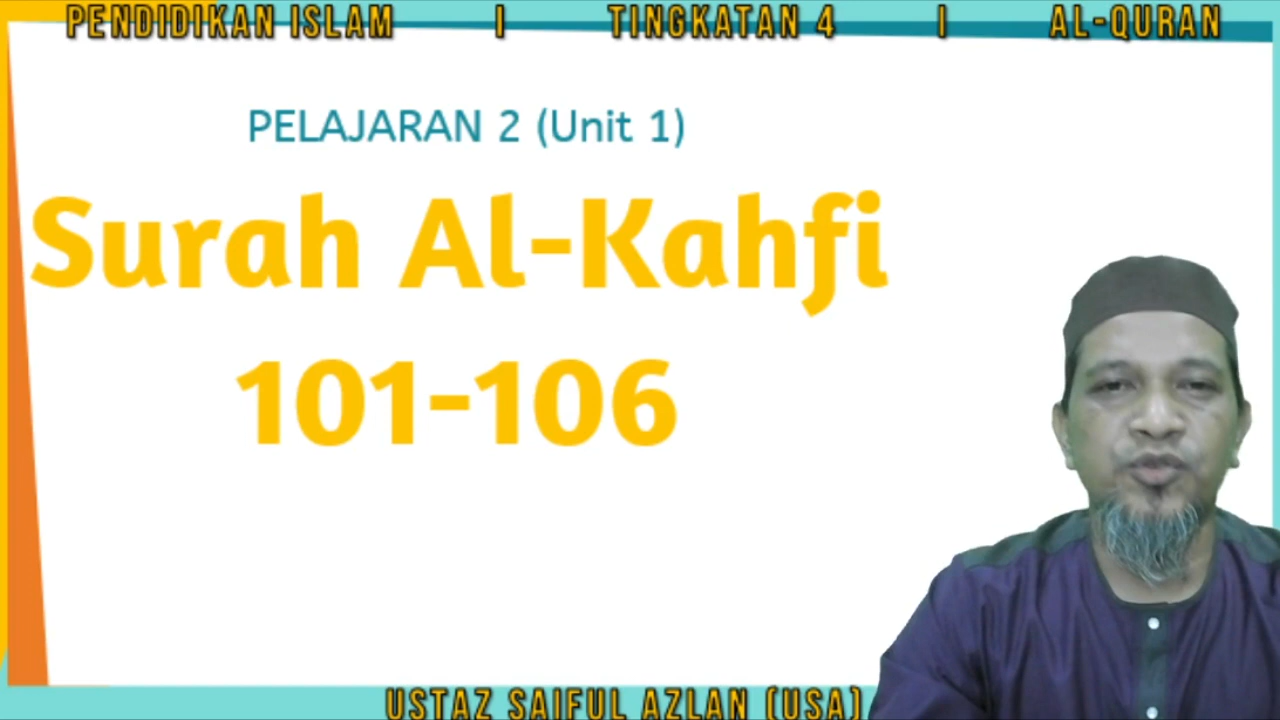 PENDIDIKAN ISLAM | TINGKATAN 4 | AL-QURAN
PELAJARAN 2 (Unit 1)
Surah Al-Kahfi
101-106
USTAZ SAIFUL AZLAN (USA)